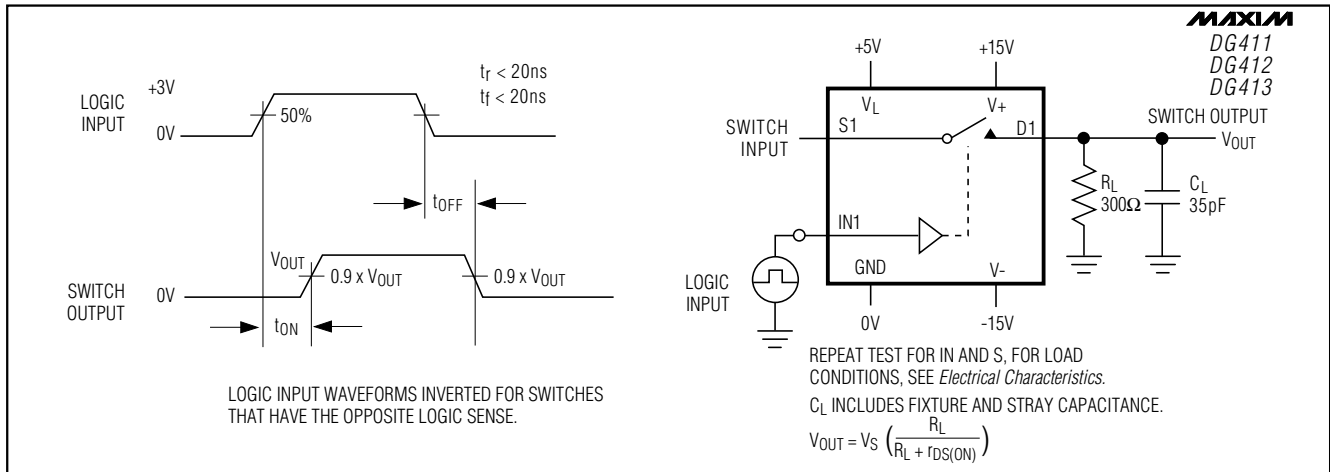 LOGIC
INPUT
+3V
0V
50%
tr < 20ns
tf < 20ns
tOFF
VOUT
SWITCH
OUTPUT
0V
0.9 x VOUT
0.9 x VOUT
tON
LOGIC INPUT WAVEFORMS INVERTED FOR SWITCHES
THAT HAVE THE OPPOSITE LOGIC SENSE.
MAXIM
DG411
DG412
DG413
+5V
+15V
VL
V+
SWITCH
INPUT
S1
D1
SWITCH OUTPUT
VOUT
RL
300Ω
CL
35pF
IN1
LOGIC
INPUT
GND
V-
0V
-15V
REPEAT TEST FOR IN AND S, FOR LOAD
CONDITIONS, SEE Electrical Characteristics.
CL INCLUDES FIXTURE AND STRAY CAPACITANCE.
VOUT = VS (RL / RL + rDS(ON))